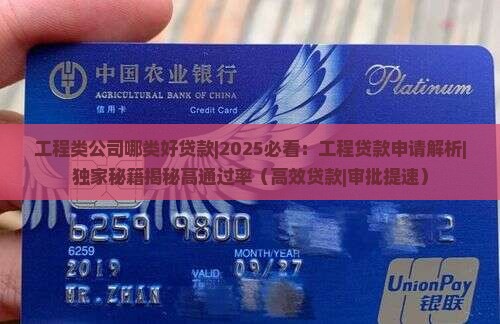 中国农业银行
AGRICULTURAL BANK OF CHINA
信用卡 Credit Card
Platinum
工程类公司哪类好贷款|2025必看：工程贷款申请解析|
独家秘籍揭秘高通过率（高效贷款|审批提速）
6259 9800 2
6259
MONTH/YEAR
2019 VALID 09/27
MR.ZHAN
UnionPay
银联